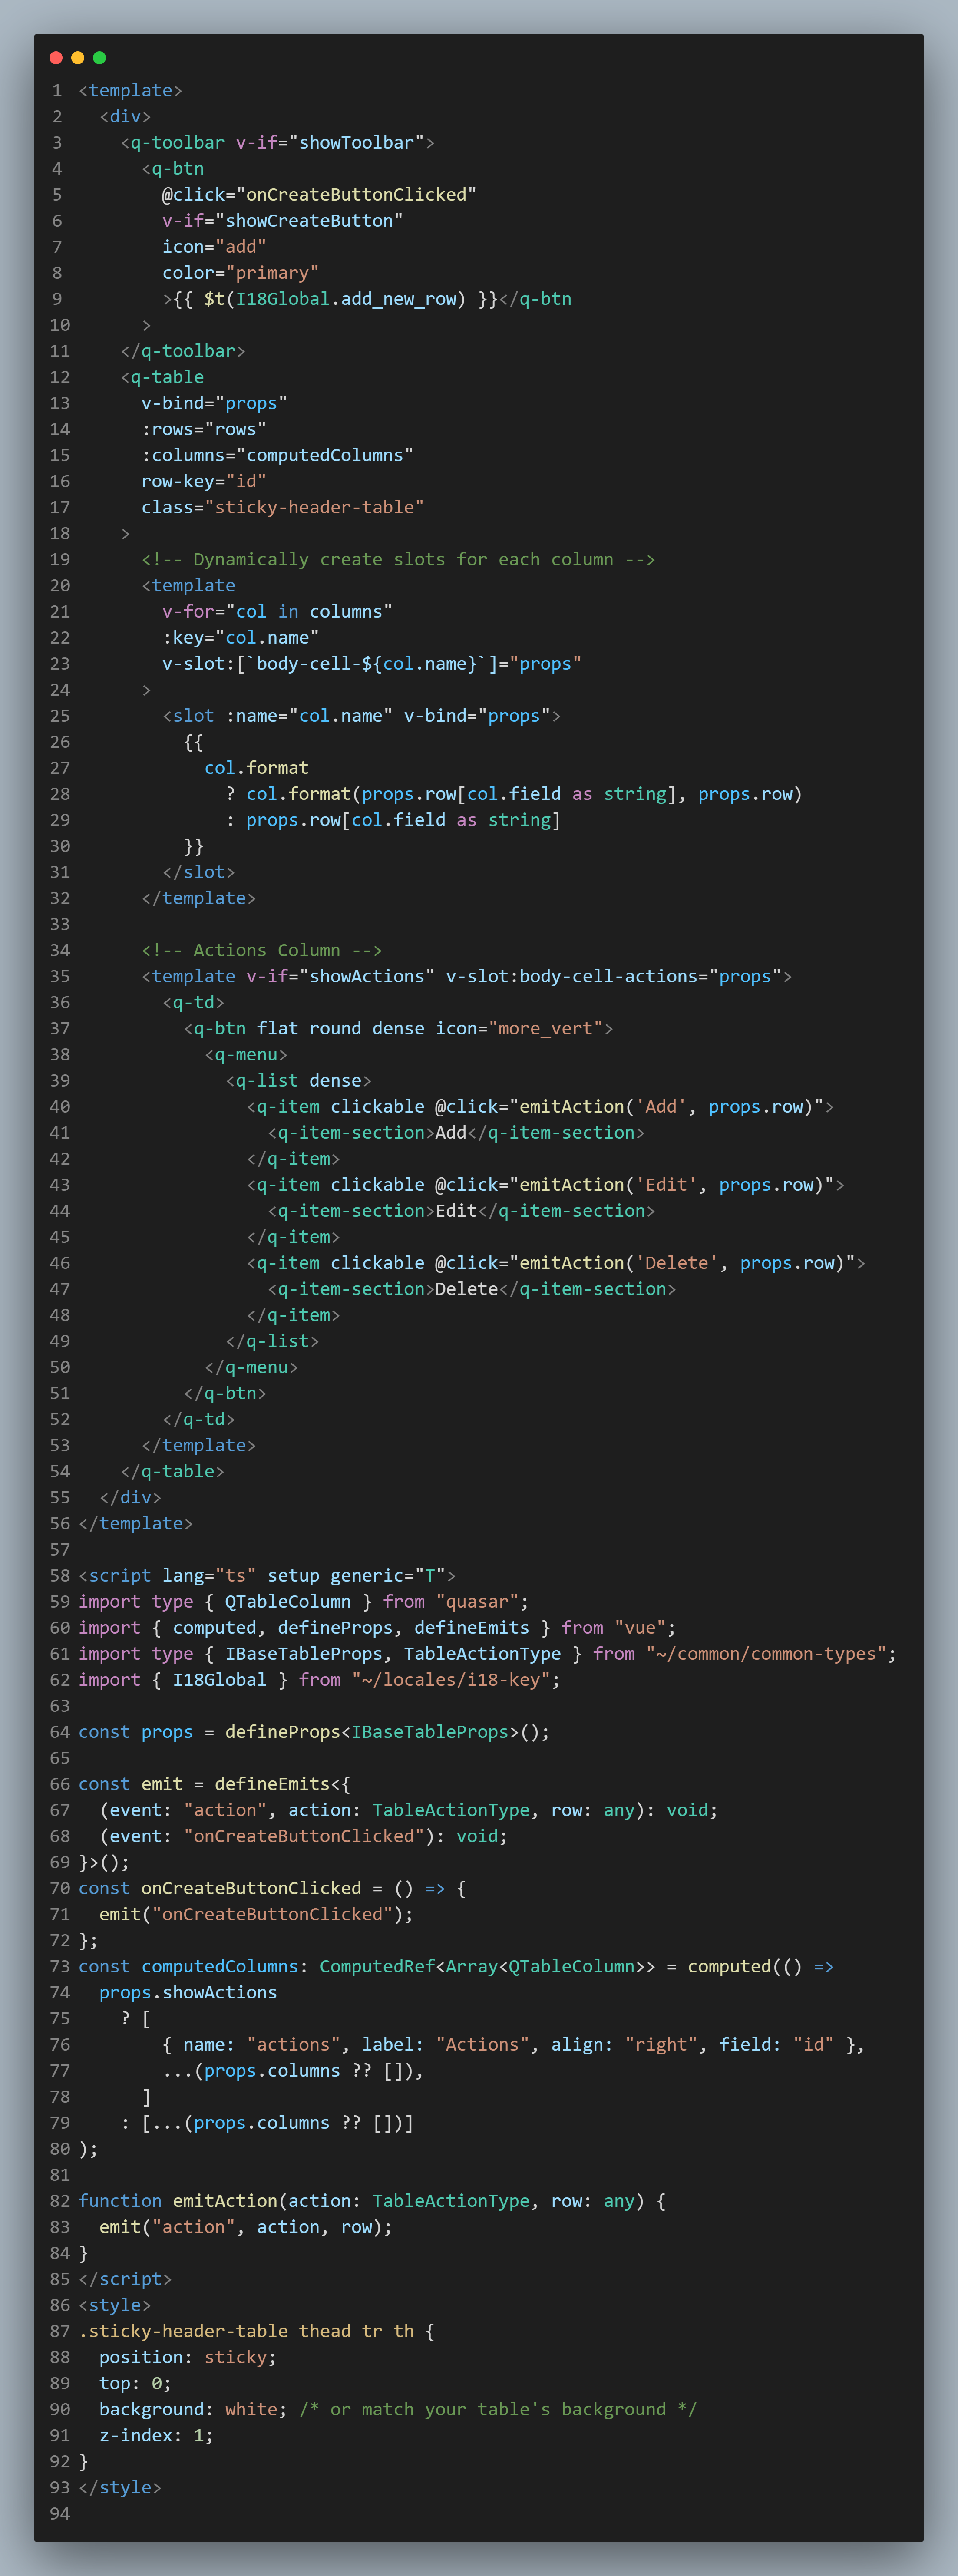 1 <template>
2   <div>
3     <q-toolbar v-if="showToolbar">
4       <q-btn
5         @click="onCreateButtonClicked"
6         v-if="showCreateButton"
7         icon="add"
8         color="primary"
9         >{{ $t(I18Global.add_new_row) }}</q-btn
10       >
11     </q-toolbar>
12     <q-table
13       v-bind="props"
14       :rows="rows"
15       :columns="computedColumns"
16       row-key="id"
17       class="sticky-header-table"
18     >
19       <!-- Dynamically create slots for each column -->
20       <template
21         v-for="col in columns"
22         :key="col.name"
23         v-slot:[`body-cell-${col.name}`]="props"
24       >
25         <slot :name="col.name" v-bind="props">
26           {{
27             col.format
28               ? col.format(props.row[col.field as string], props.row)
29               : props.row[col.field as string]
30           }}
31         </slot>
32       </template>
33
34       <!-- Actions Column -->
35       <template v-if="showActions" v-slot:body-cell-actions="props">
36         <q-td>
37           <q-btn flat round dense icon="more_vert">
38             <q-menu>
39               <q-list dense>
40                 <q-item clickable @click="emitAction('Add', props.row)">
41                   <q-item-section>Add</q-item-section>
42                 </q-item>
43                 <q-item clickable @click="emitAction('Edit', props.row)">
44                   <q-item-section>Edit</q-item-section>
45                 </q-item>
46                 <q-item clickable @click="emitAction('Delete', props.row)">
47                   <q-item-section>Delete</q-item-section>
48                 </q-item>
49               </q-list>
50             </q-menu>
51           </q-btn>
52         </q-td>
53       </template>
54     </q-table>
55   </div>
56 </template>
57
58 <script lang="ts" setup generic="T">
59 import type { QTableColumn } from "quasar";
60 import { computed, defineProps, defineEmits } from "vue";
61 import type { IBaseTableProps, TableActionType } from "~/common/common-types";
62 import { I18Global } from "~/locales/i18-key";
63
64 const props = defineProps<IBaseTableProps>();
65
66 const emit = defineEmits<{
67   (event: "action", action: TableActionType, row: any): void;
68   (event: "onCreateButtonClicked"): void;
69 }>();
70 const onCreateButtonClicked = () => {
71   emit("onCreateButtonClicked");
72 };
73 const computedColumns: ComputedRef<Array<QTableColumn>> = computed(() =>
74   props.showActions
75     ? [
76         { name: "actions", label: "Actions", align: "right", field: "id" },
77         ...(props.columns ?? []),
78       ]
79     : [...(props.columns ?? [])]
80 );
81
82 function emitAction(action: TableActionType, row: any) {
83   emit("action", action, row);
84 }
85 </script>
86 <style>
87 .sticky-header-table thead tr th {
88   position: sticky;
89   top: 0;
90   background: white; /* or match your table's background */
91   z-index: 1;
92 }
93 </style>
94